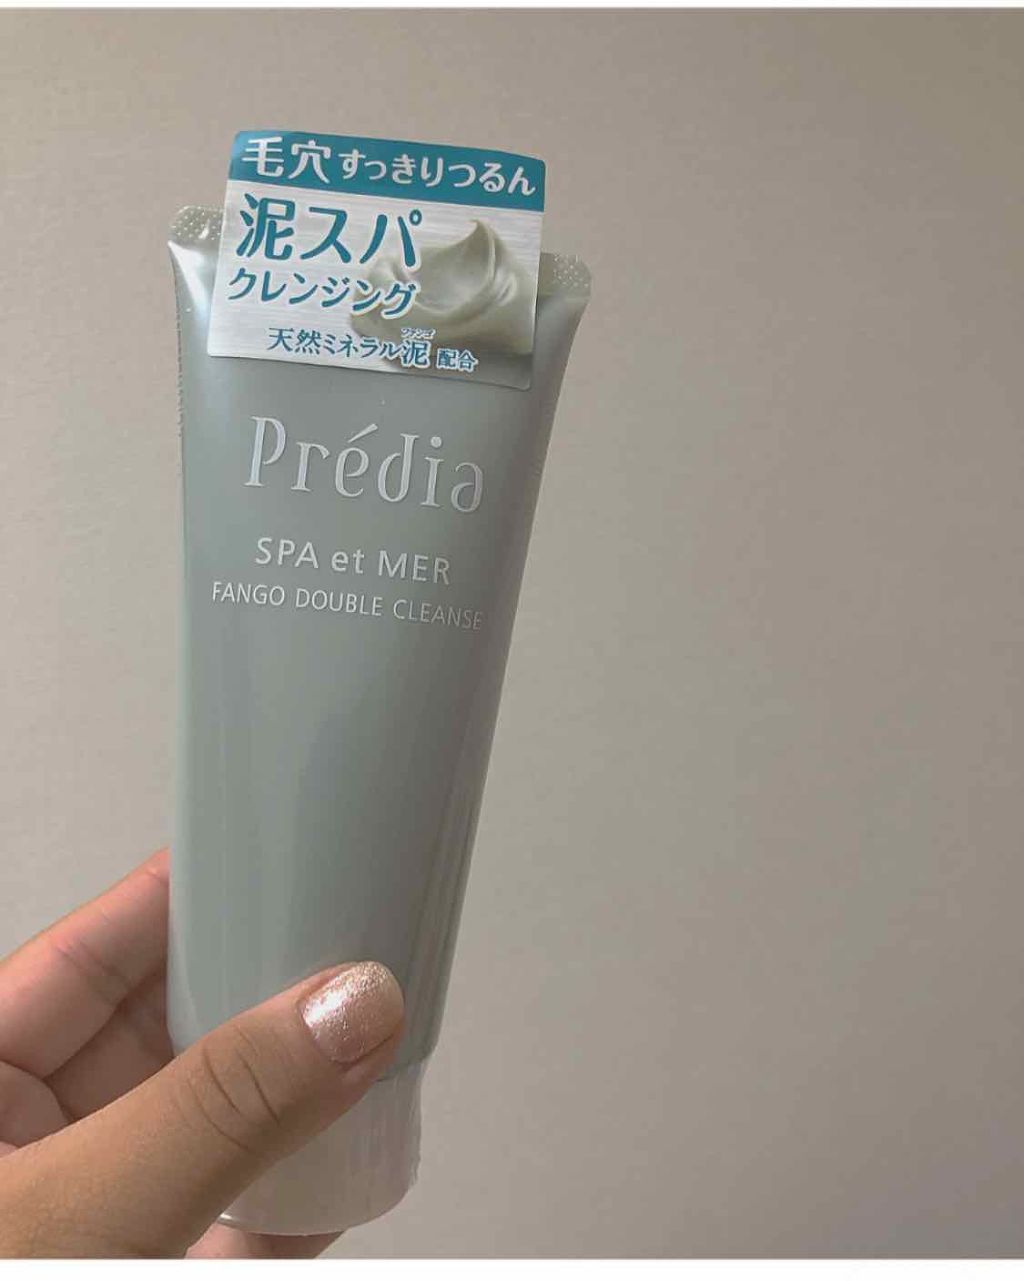 毛穴すっきりつるん
泥スパ
クレンジング
ファンゴ
天然ミネラル泥 配合
Prédia
SPA et MER
FANGO DOUBLE CLEANSE